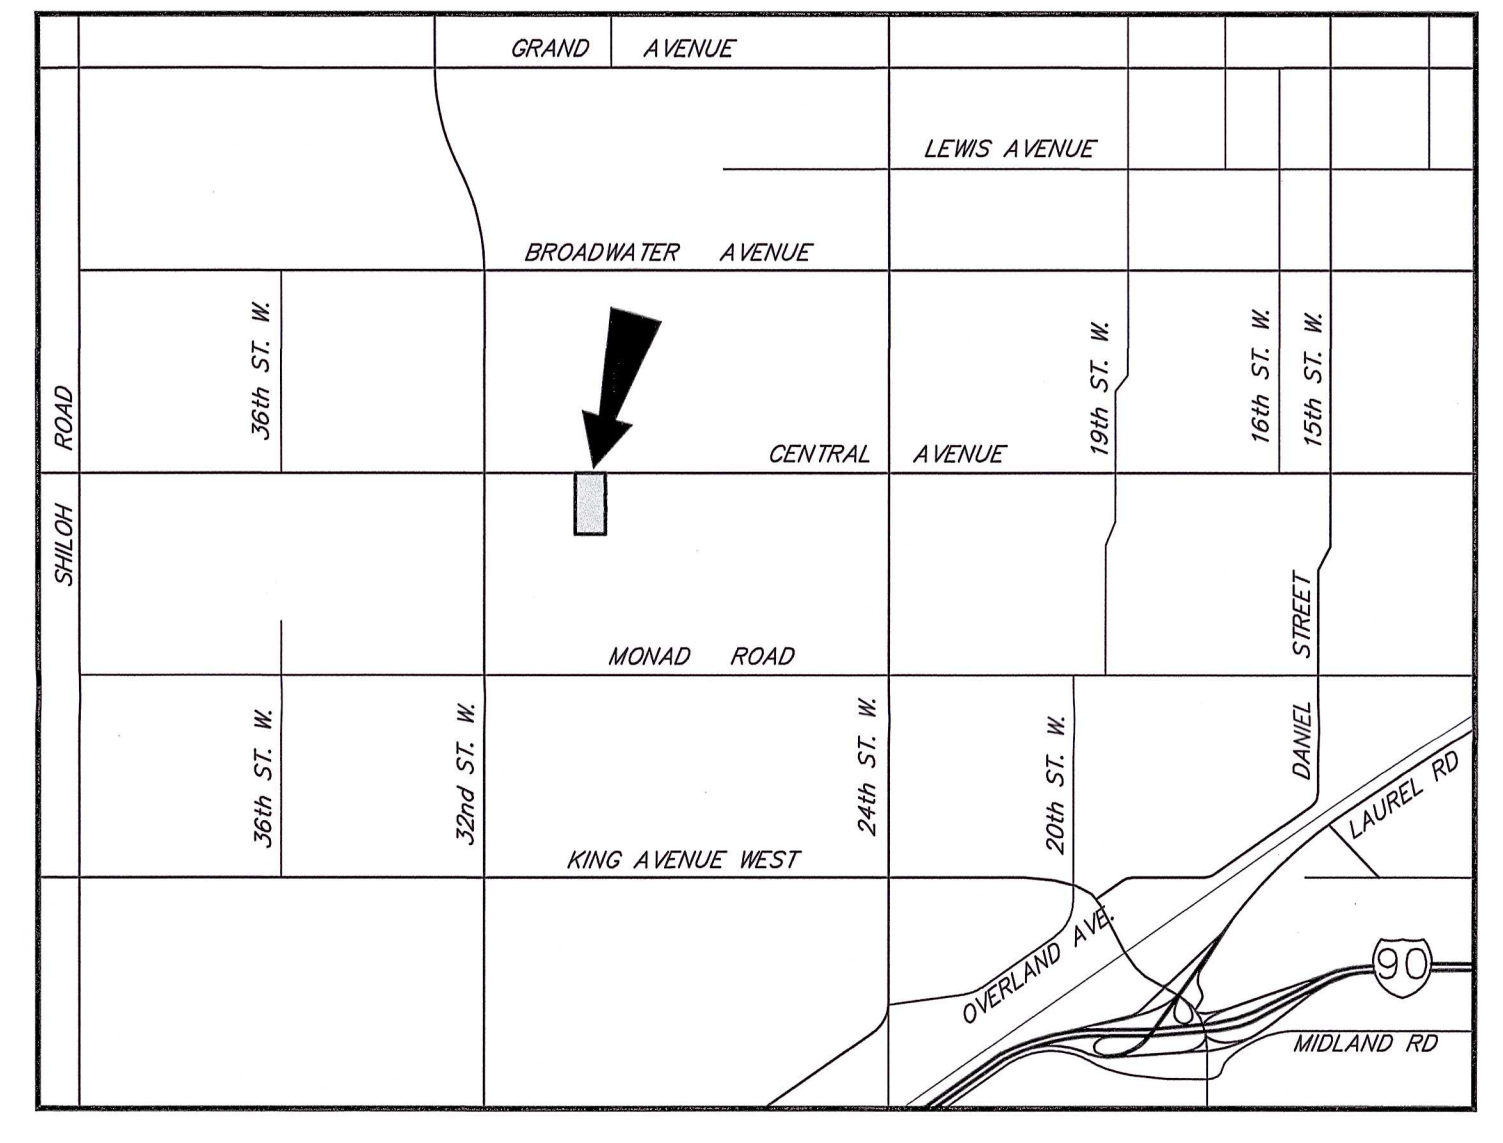 GRAND AVENUE
LEWIS AVENUE
BROADWATER AVENUE
36th ST. W.
19th ST. W.
16th ST. W.
15th ST. W.
SHILOH ROAD
CENTRAL AVENUE
DANIEL STREET
MONAD ROAD
36th ST. W.
32nd ST. W.
24th ST. W.
20th ST. W.
LAUREL RD
KING AVENUE WEST
OVERLAND AVE.
90
MIDLAND RD